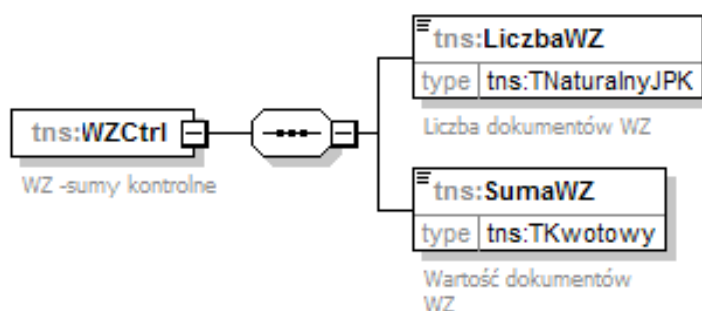 tns:LiczbaWZ
type tns:TNaturalnyJPK
Liczba dokumentów WZ
tns:WZCtrl
WZ -sumy kontrolne
tns:SumaWZ
type tns:TKwotowy
Wartość dokumentów
WZ